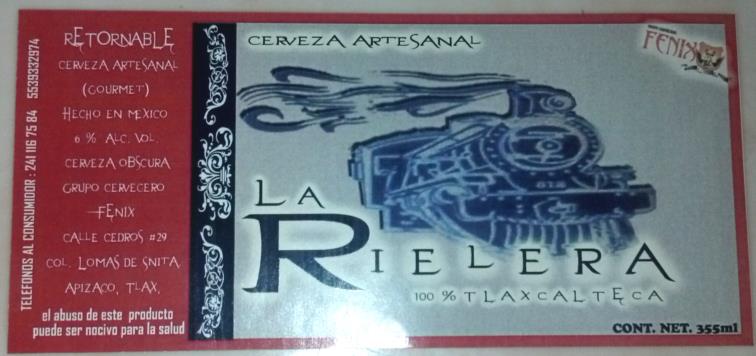 TELEFONOS AL CONSUMIDOR : 241 116 75 84 5539332974
RETORNABLE
CERVEZA ARTESANAL
(GOURMET)
HECHO EN MEXICO
6 % ALC. VOL.
CERVEZA OBSCURA
GRUPO CERVECERO
FENIX
CALLE CEDROS #29
COL. LOMAS DE SNITA.
APIZACO, TLAX.
el abuso de este producto
puede ser nocivo para la salud
CERVEZA ARTESANAL
FENIX
612
LA
RIELERA
100 % TLAXCALTECA
CONT. NET. 355ml